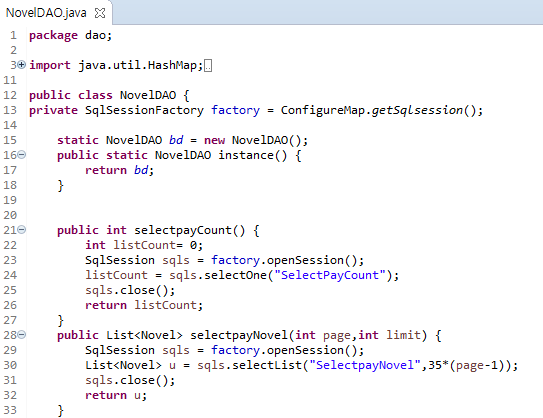 NovelDAO.java
1 package dao;
2
3 import java.util.HashMap;
11
12 public class NovelDAO {
13 private SqlSessionFactory factory = ConfigureMap.getSqlsession();
14
15     static NovelDAO bd = new NovelDAO();
16     public static NovelDAO instance() {
17         return bd;
18     }
19
20
21     public int selectpayCount() {
22         int listCount= 0;
23         SqlSession sqls = factory.openSession();
24         listCount = sqls.selectOne("SelectPayCount");
25         sqls.close();
26         return listCount;
27     }
28     public List<Novel> selectpayNovel(int page,int limit) {
29         SqlSession sqls = factory.openSession();
30         List<Novel> u = sqls.selectList("SelectpayNovel",35*(page-1));
31         sqls.close();
32         return u;
33     }